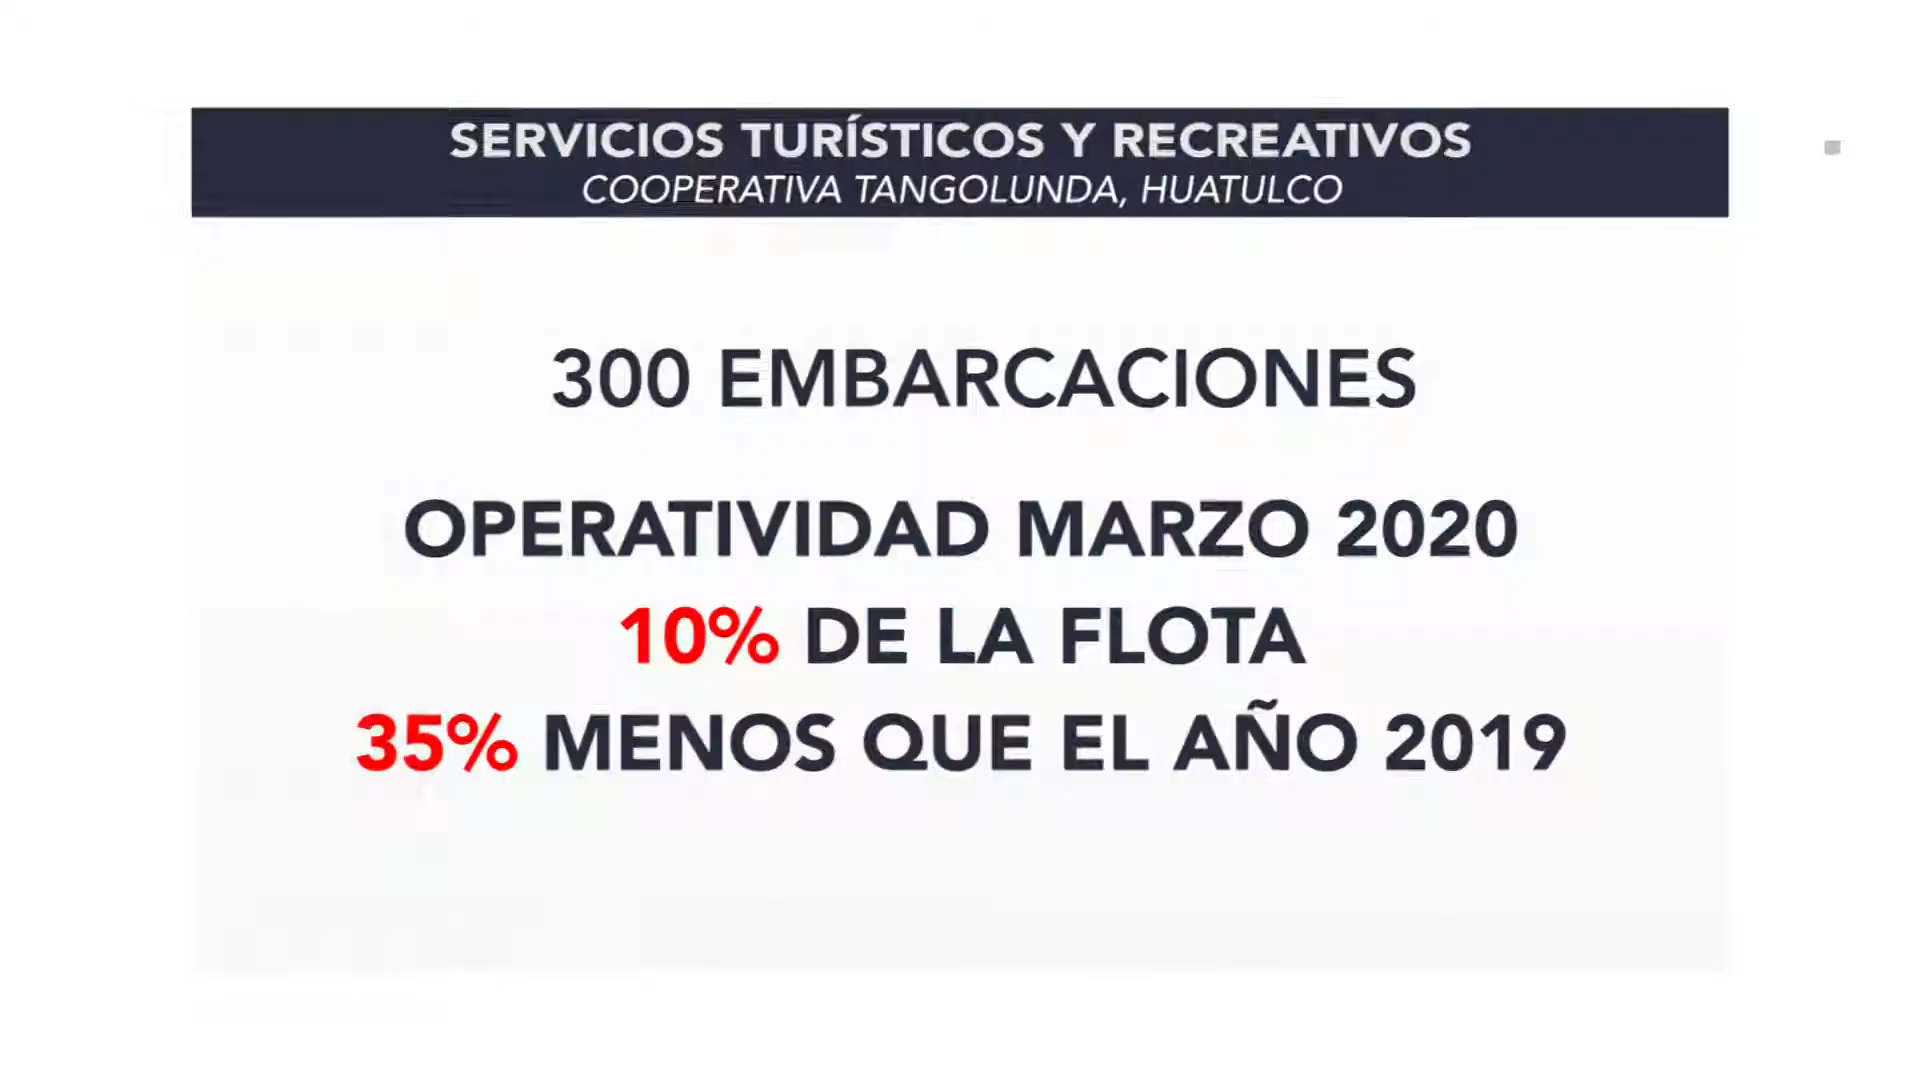 SERVICIOS TURÍSTICOS Y RECREATIVOS
COOPERATIVA TANGOLUNDA, HUATULCO
300 EMBARCACIONES
OPERATIVIDAD MARZO 2020
10% DE LA FLOTA
35% MENOS QUE EL AÑO 2019